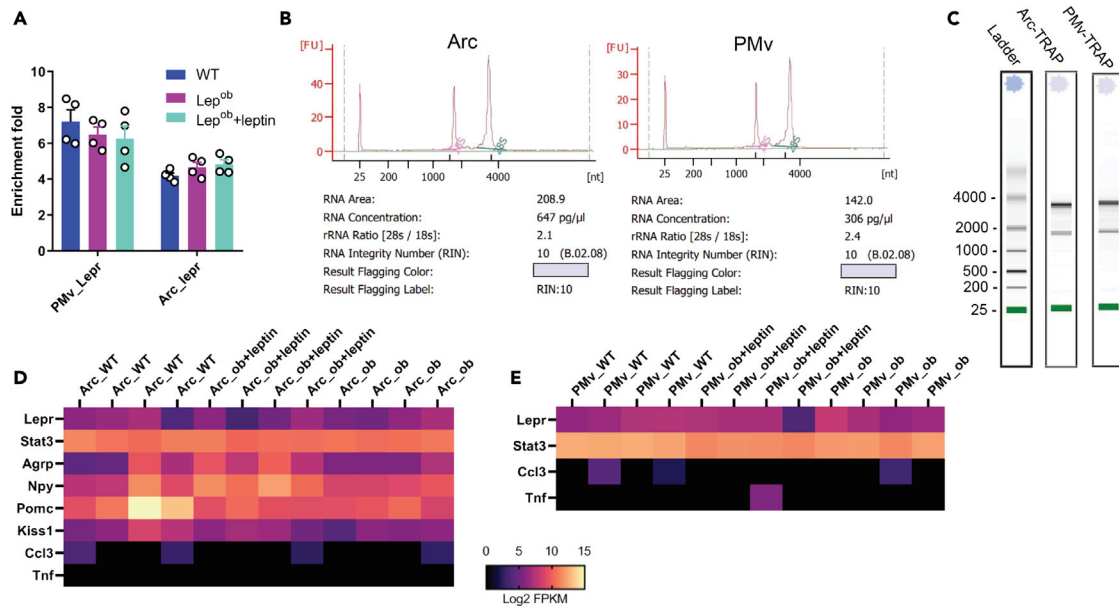 A
Enrichment fold
10
8
6
4
2
0
WT
Lep^ob
Lep^ob+leptin
PMv_Lepr
Arc_lepr
B
Arc
[FU]
40
20
0
25 200 1000 4000 [nt]
RNA Area: 208.9
RNA Concentration: 647 pg/µl
rRNA Ratio [28s / 18s]: 2.1
RNA Integrity Number (RIN): 10 (B.02.08)
Result Flagging Color:
Result Flagging Label: RIN:10
PMv
[FU]
40
20
0
25 200 1000 4000 [nt]
RNA Area: 142.0
RNA Concentration: 306 pg/µl
rRNA Ratio [28s / 18s]: 2.4
RNA Integrity Number (RIN): 10 (B.02.08)
Result Flagging Color:
Result Flagging Label: RIN:10
C
Ladder
Arc-TRAP
PMv-TRAP
4000
2000
1000
500
200
25
D
Arc_WT
Arc_WT
Arc_WT
Arc_WT
Arc_ob+leptin
Arc_ob+leptin
Arc_ob+leptin
Arc_ob+leptin
Arc_ob
Arc_ob
Arc_ob
Arc_ob
Lepr
Stat3
Agrp
Npy
Pomc
Kiss1
Ccl3
Tnf
E
PMv_WT
PMv_WT
PMv_WT
PMv_WT
PMv_ob+leptin
PMv_ob+leptin
PMv_ob+leptin
PMv_ob+leptin
PMv_ob
PMv_ob
PMv_ob
PMv_ob
Lepr
Stat3
Ccl3
Tnf
0 5 10 15
Log2 FPKM